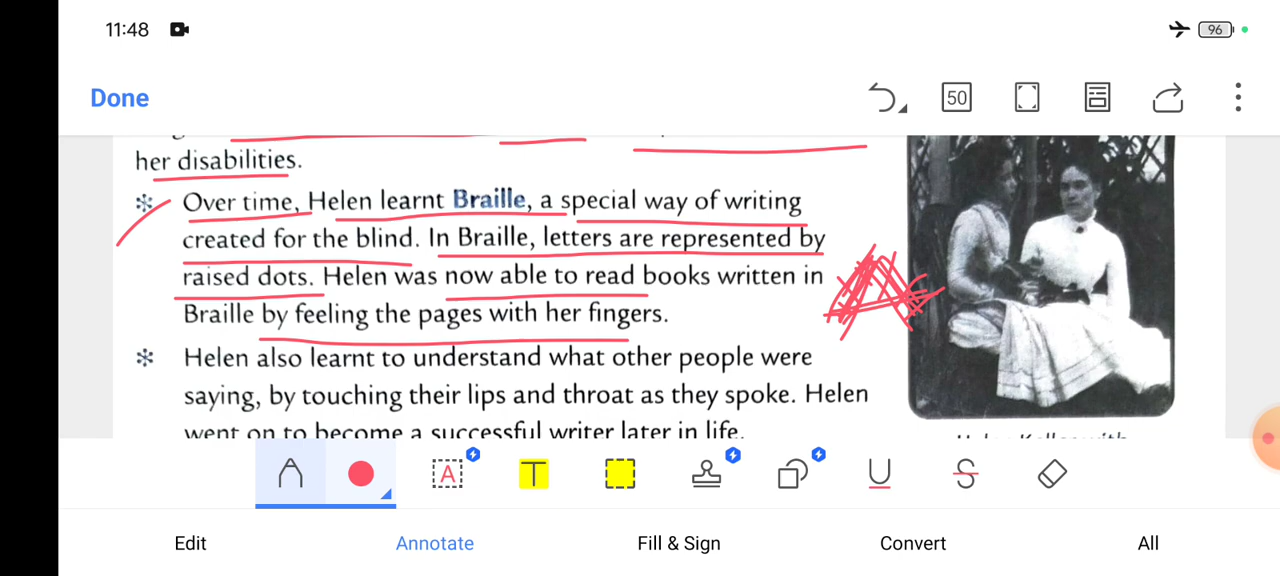 11:48
96
Done
50
her disabilities.
✻ Over time, Helen learnt Braille, a special way of writing
created for the blind. In Braille, letters are represented by
raised dots. Helen was now able to read books written in
Braille by feeling the pages with her fingers.
✻ Helen also learnt to understand what other people were
saying, by touching their lips and throat as they spoke. Helen
went on to become a successful writer later in life.
A T U S
Edit Annotate Fill & Sign Convert All